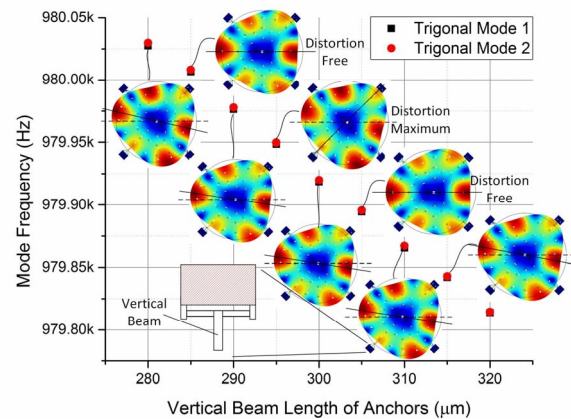 980.05k
980.00k
979.95k
979.90k
979.85k
979.80k
Mode Frequency (Hz)
Trigonal Mode 1
Trigonal Mode 2
Distortion
Free
Distortion
Maximum
Distortion
Free
Vertical
Beam
280
290
300
310
320
Vertical Beam Length of Anchors (μm)